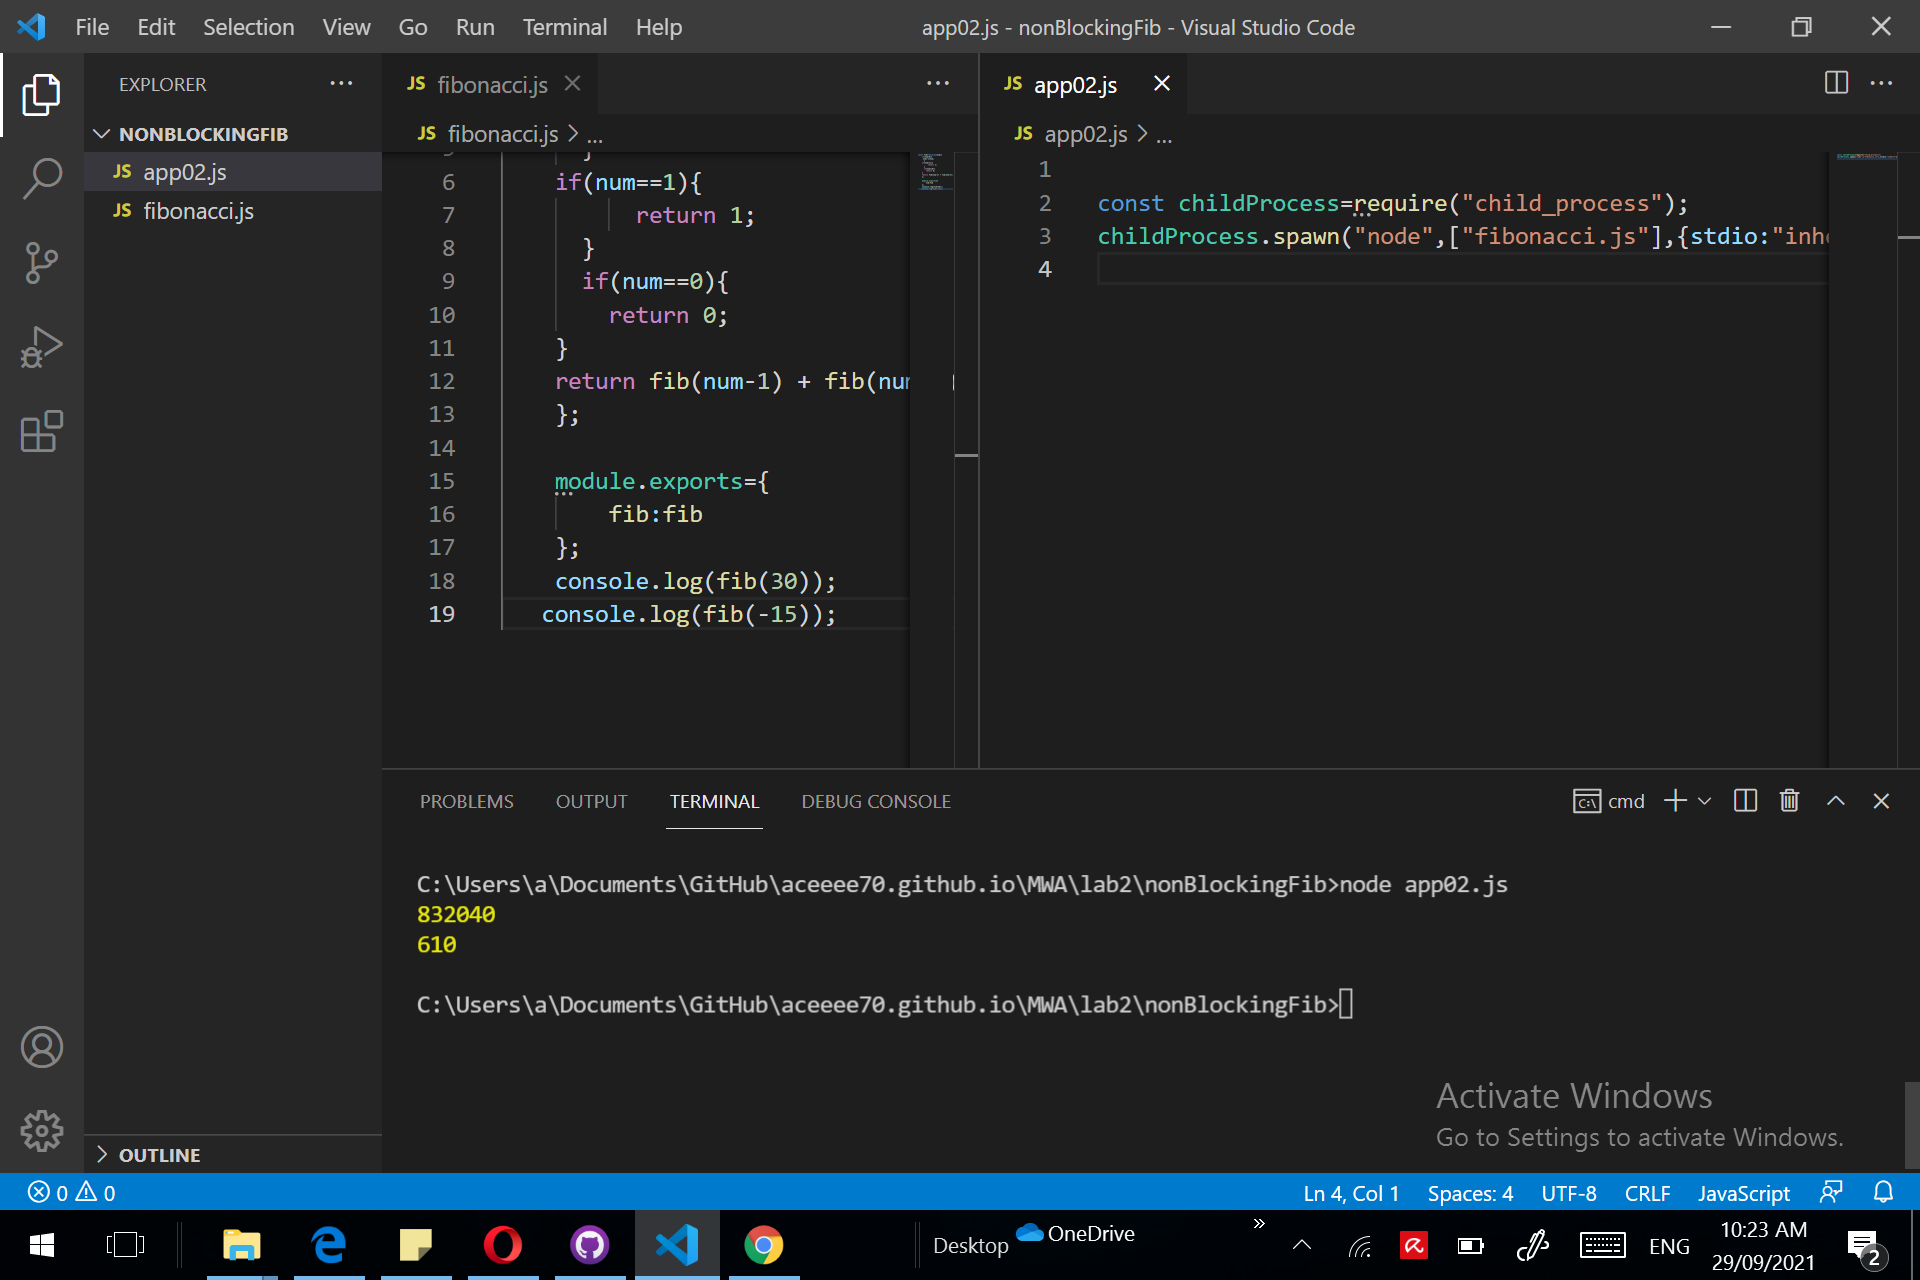 File Edit Selection View Go Run Terminal Help
app02.js - nonBlockingFib - Visual Studio Code
EXPLORER
NONBLOCKINGFIB
JS app02.js
JS fibonacci.js
OUTLINE
JS fibonacci.js
JS fibonacci.js > ...
6 if(num==1){
7 return 1;
8 }
9 if(num==0){
10 return 0;
11 }
12 return fib(num-1) + fib(
13 };
14
15 module.exports={
16 fib:fib
17 };
18 console.log(fib(30));
19 console.log(fib(-15));
JS app02.js
JS app02.js > ...
1
2 const childProcess=require("child_process");
3 childProcess.spawn("node",["fibonacci.js"],{stdio:"inh
4
PROBLEMS OUTPUT TERMINAL DEBUG CONSOLE
cmd
C:\Users\a\Documents\GitHub\aceeee70.github.io\MWA\lab2\nonBlockingFib>node app02.js
832040
610
C:\Users\a\Documents\GitHub\aceeee70.github.io\MWA\lab2\nonBlockingFib>
Activate Windows
Go to Settings to activate Windows.
0 0
Ln 4, Col 1 Spaces: 4 UTF-8 CRLF JavaScript
Desktop OneDrive
ENG
10:23 AM
29/09/2021
2